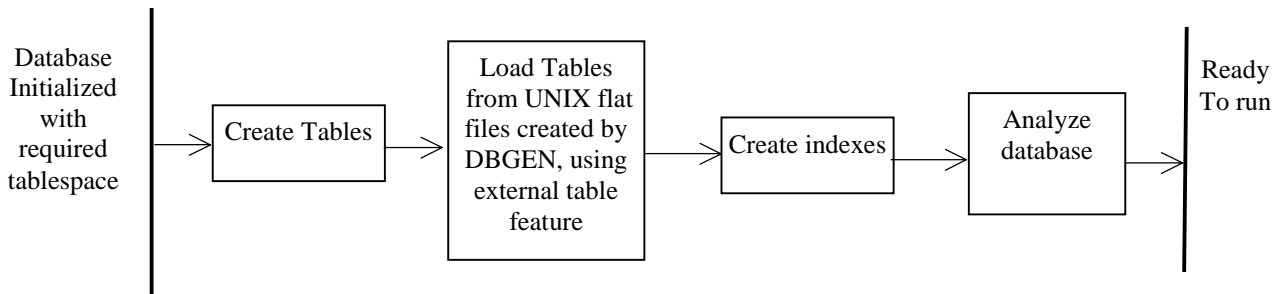 Database
Initialized
with
required
tablespace
Create Tables
Load Tables
from UNIX flat
files created by
DBGEN, using
external table
feature
Create indexes
Analyze
database
Ready
To run